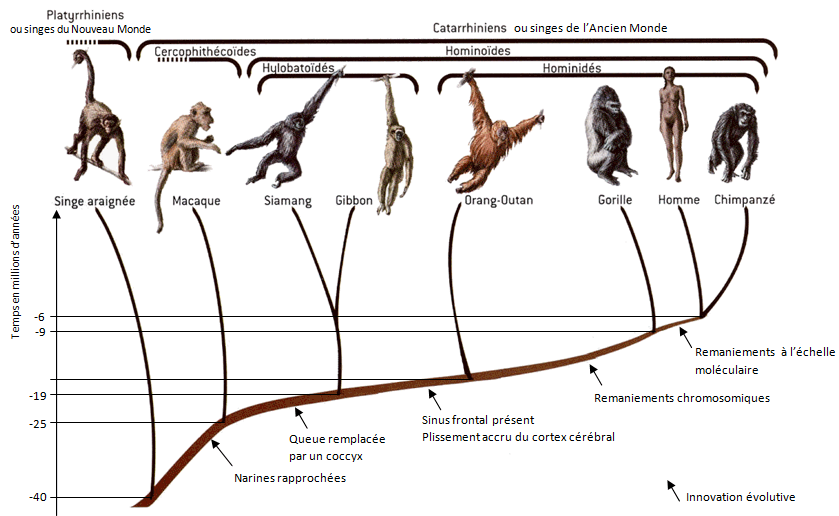 Platyrrhiniens
ou singes du Nouveau Monde
Catarrhiniens ou singes de l’Ancien Monde
Cercophithécoïdes
Hominoïdes
Hylobatoïdés
Hominidés
Singe araignée
Macaque
Siamang
Gibbon
Orang-Outan
Gorille
Homme
Chimpanzé
Temps en millions d’années
-6
-9
-19
-25
-40
Remaniements à l’échelle
moléculaire
Remaniements chromosomiques
Sinus frontal présent
Plissement accru du cortex cérébral
Queue remplacée
par un coccyx
Narines rapprochées
Innovation évolutive